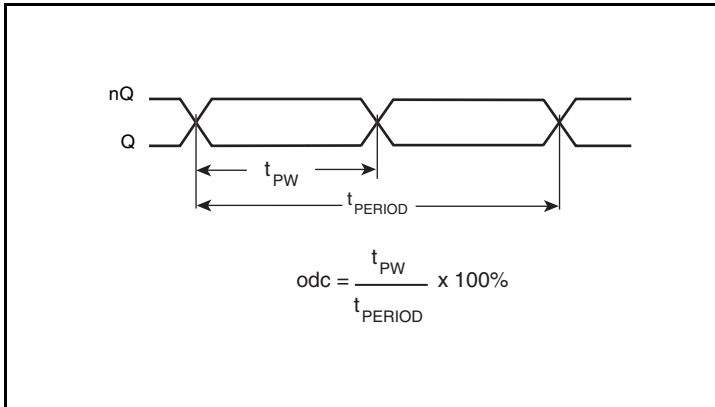 nQ
Q
tPW
tPERIOD
odc = tPW / tPERIOD x 100%